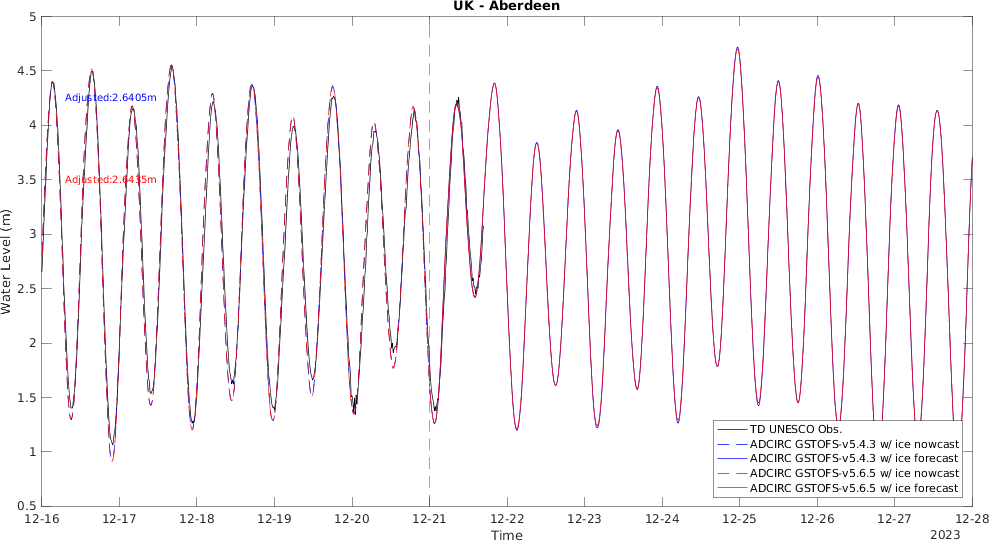 UK - Aberdeen
5
4.5
4
3.5
3
2.5
2
1.5
1
0.5
Water Level (m)
Adjusted:2.6405m
Adjusted:2.6435m
TD UNESCO Obs.
ADCIRC GSTOFS-v5.4.3 w/ ice nowcast
ADCIRC GSTOFS-v5.4.3 w/ ice forecast
ADCIRC GSTOFS-v5.6.5 w/ ice nowcast
ADCIRC GSTOFS-v5.6.5 w/ ice forecast
12-16 12-17 12-18 12-19 12-20 12-21 12-22 12-23 12-24 12-25 12-26 12-27 12-28
Time
2023